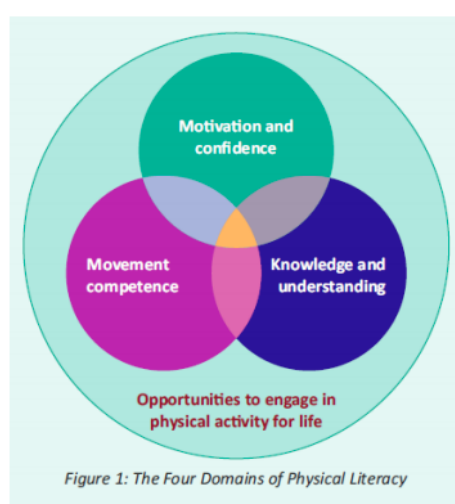 Motivation and
confidence
Movement
competence
Knowledge and
understanding
Opportunities to engage in
physical activity for life
Figure 1: The Four Domains of Physical Literacy